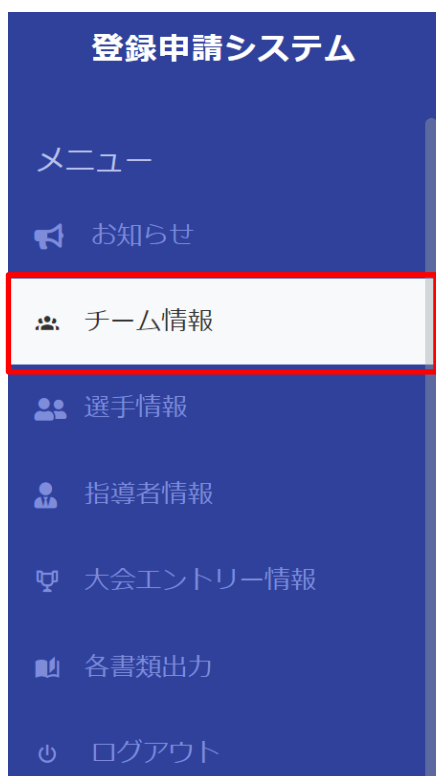 登録申請システム
メニュー
お知らせ
チーム情報
選手情報
指導者情報
大会エントリー情報
各書類出力
ログアウト